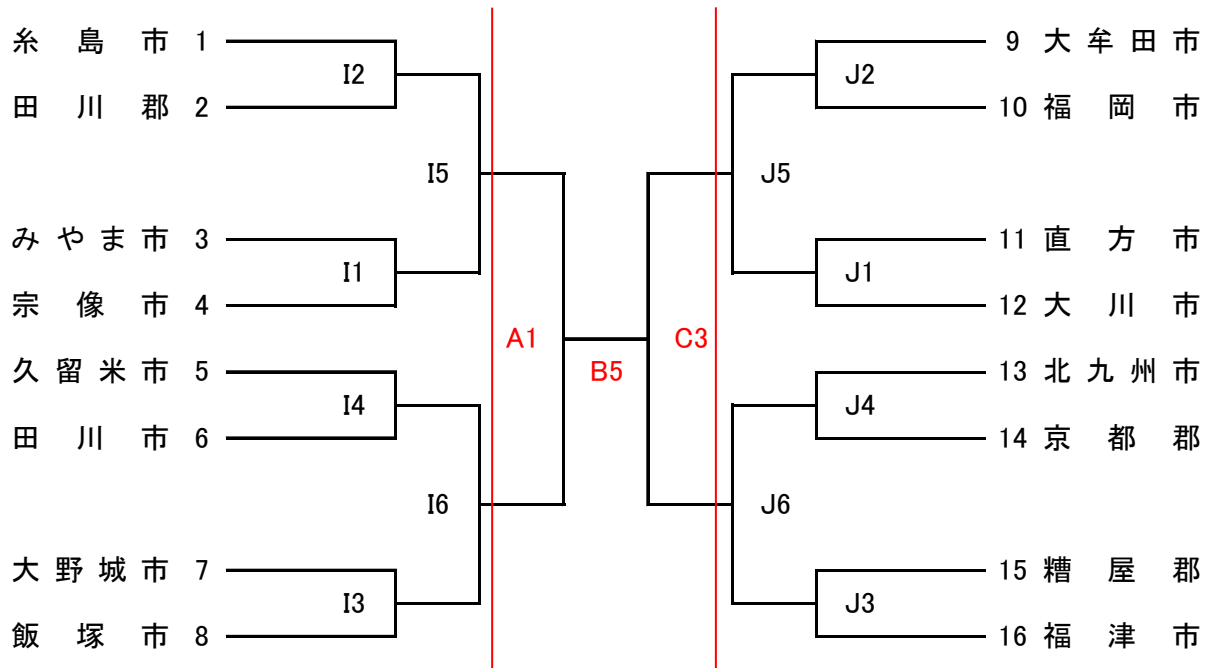 糸島市 1
I2
田川郡 2
I5
みやま市 3
I1
宗像市 4
久留米市 5
I4
田川市 6
I6
大野城市 7
I3
飯塚市 8
A1
B5
C3
9 大牟田市
J2
10 福岡市
J5
11 直方市
J1
12 大川市
13 北九州市
J4
14 京都郡
J6
15 糟屋郡
J3
16 福津市